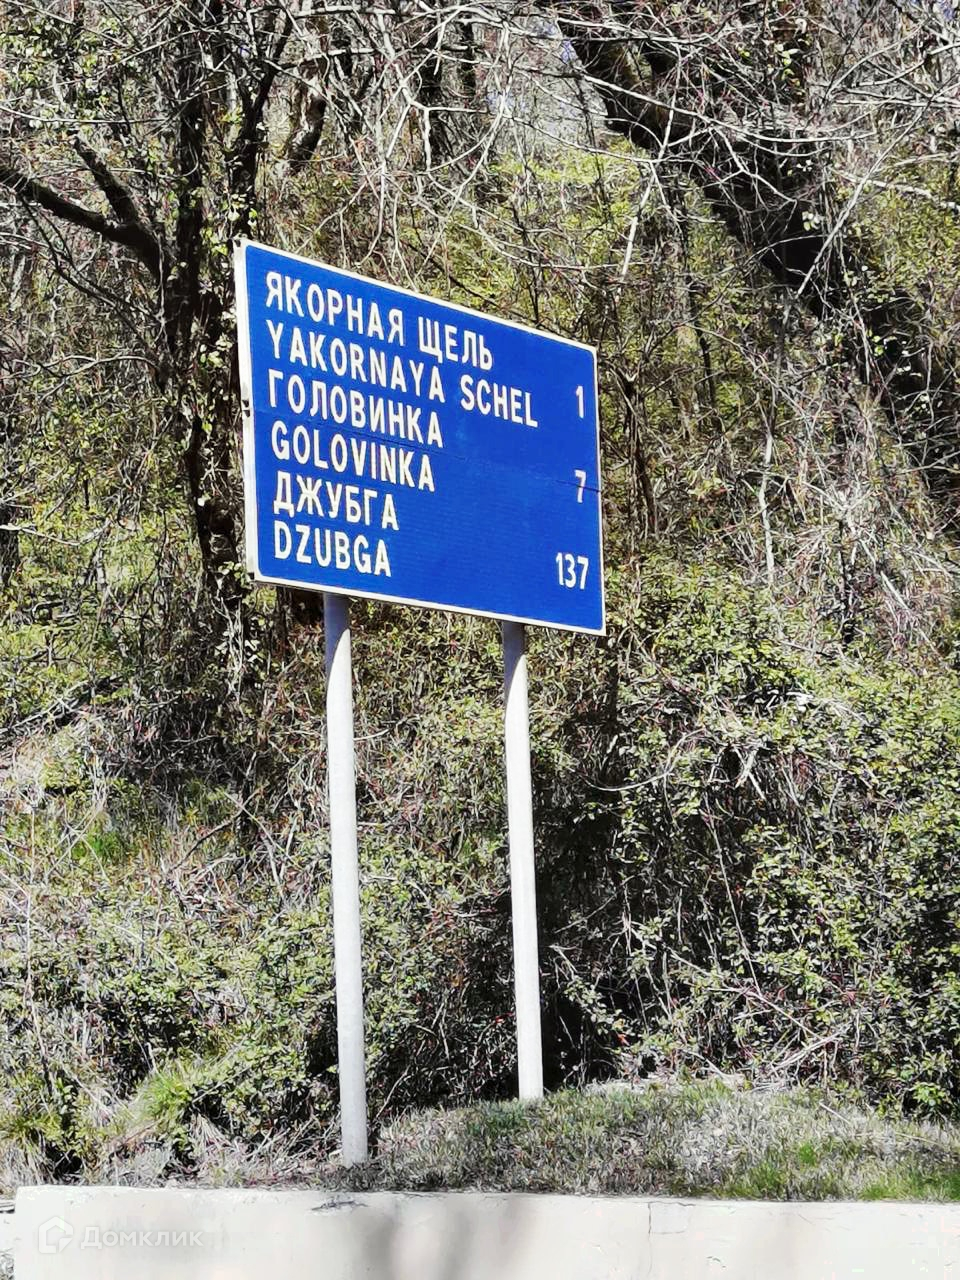 ЯКОРНАЯ ЩЕЛЬ
YAKORNAYA SCHEL 1
ГОЛОВИНКА
GOLOVINKA 7
ДЖУБГА
DZUBGA 137
Домклик